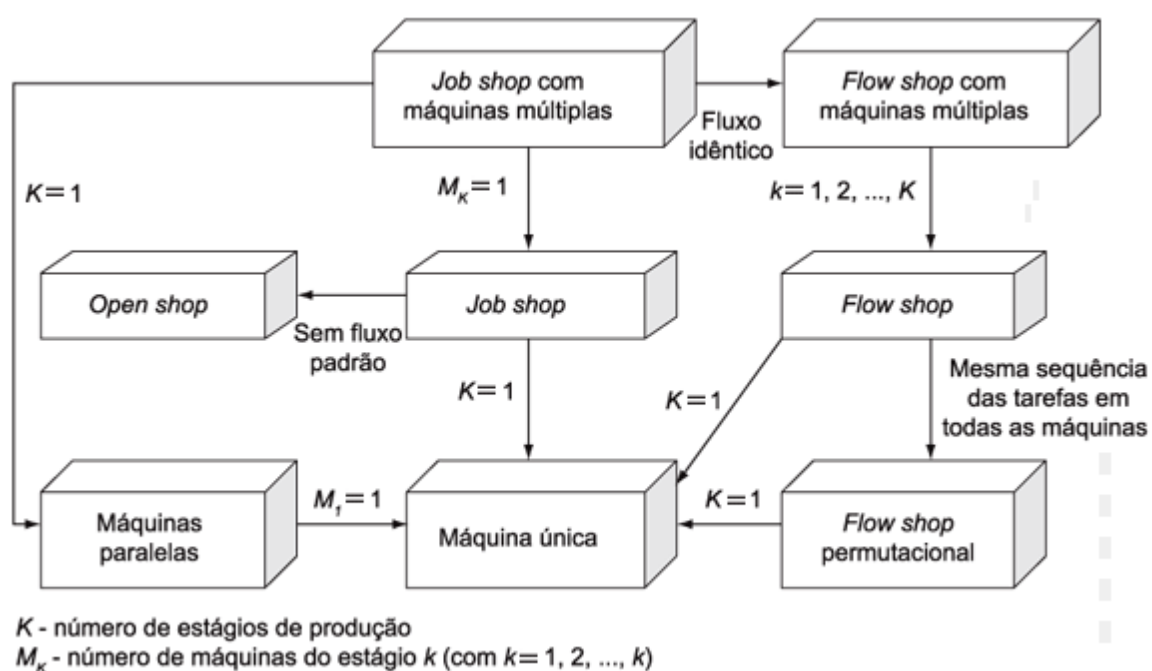 Job shop com
máquinas múltiplas
Flow shop com
máquinas múltiplas
Fluxo
idêntico
K = 1
M_K = 1
k = 1, 2, ..., K
Open shop
Job shop
Flow shop
Sem fluxo
padrão
K = 1
K = 1
Mesma sequência
das tarefas em
todas as máquinas
Máquinas
paralelas
M_1 = 1
Máquina única
K = 1
Flow shop
permutacional
K - número de estágios de produção
M_K - número de máquinas do estágio k (com k = 1, 2, ..., k)